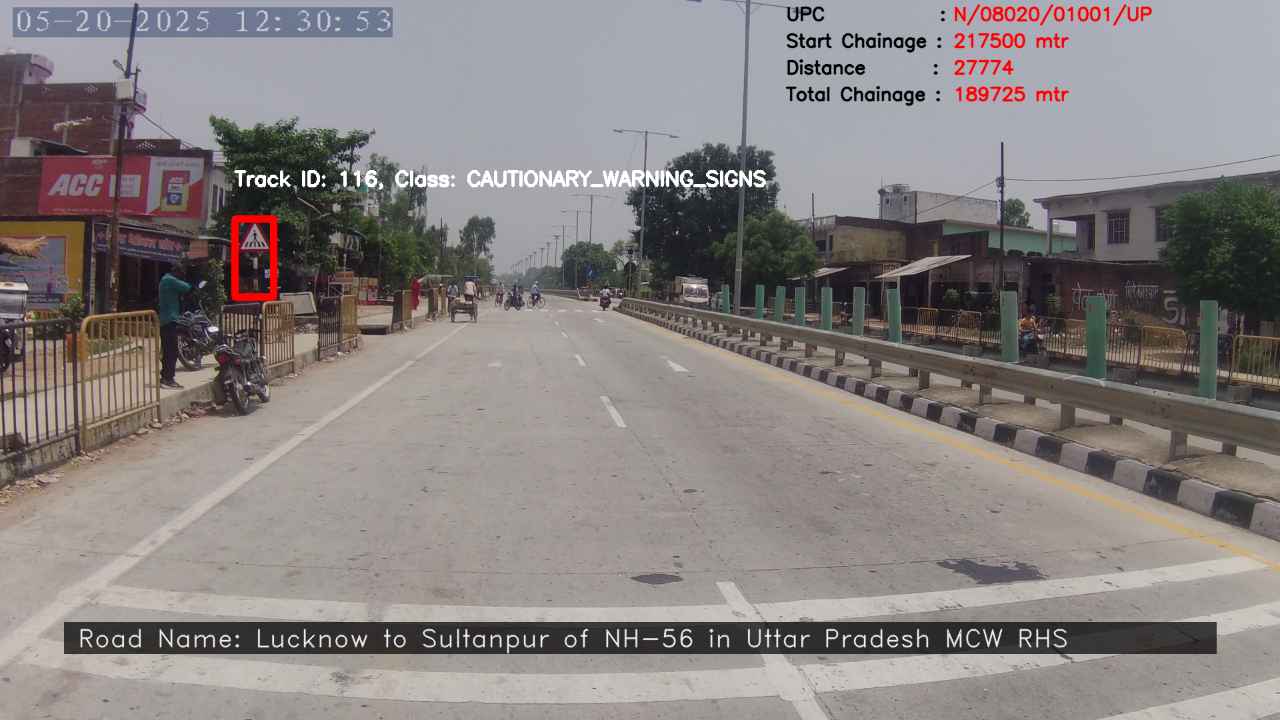 05-20-2025 12:30:53
UPC : N/08020/01001/UP
Start Chainage : 217500 mtr
Distance : 27774
Total Chainage : 189725 mtr
Track ID: 116, Class: CAUTIONARY_WARNING_SIGNS
ACC
Road Name: Lucknow to Sultanpur of NH-56 in Uttar Pradesh MCW RHS